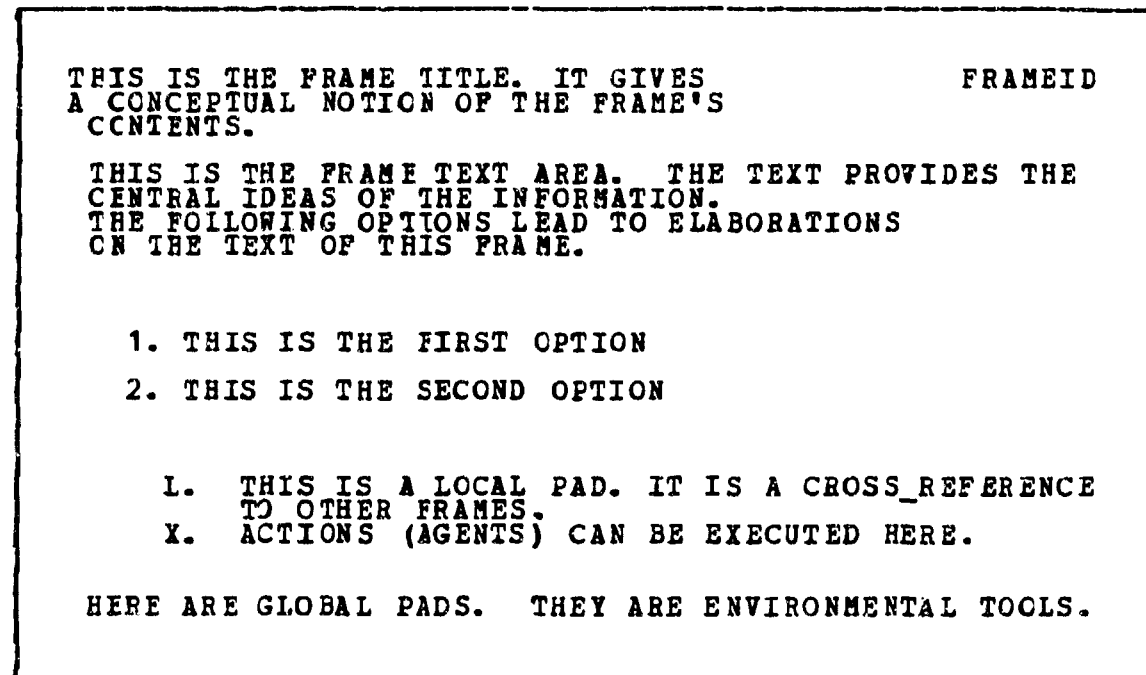 THIS IS THE FRAME TITLE. IT GIVES FRAMEID
A CONCEPTUAL NOTION OF THE FRAME'S
CONTENTS.
THIS IS THE FRAME TEXT AREA. THE TEXT PROVIDES THE
CENTRAL IDEAS OF THE INFORMATION.
THE FOLLOWING OPTIONS LEAD TO ELABORATIONS
ON THE TEXT OF THIS FRAME.
1. THIS IS THE FIRST OPTION
2. THIS IS THE SECOND OPTION
L. THIS IS A LOCAL PAD. IT IS A CROSS_REFERENCE
TO OTHER FRAMES.
X. ACTIONS (AGENTS) CAN BE EXECUTED HERE.
HERE ARE GLOBAL PADS. THEY ARE ENVIRONMENTAL TOOLS.